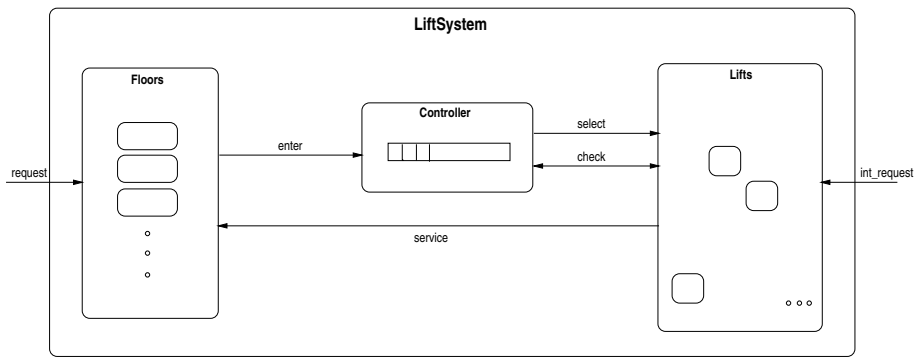 LiftSystem
Floors
Lifts
Controller
select
enter
check
request
int_request
service